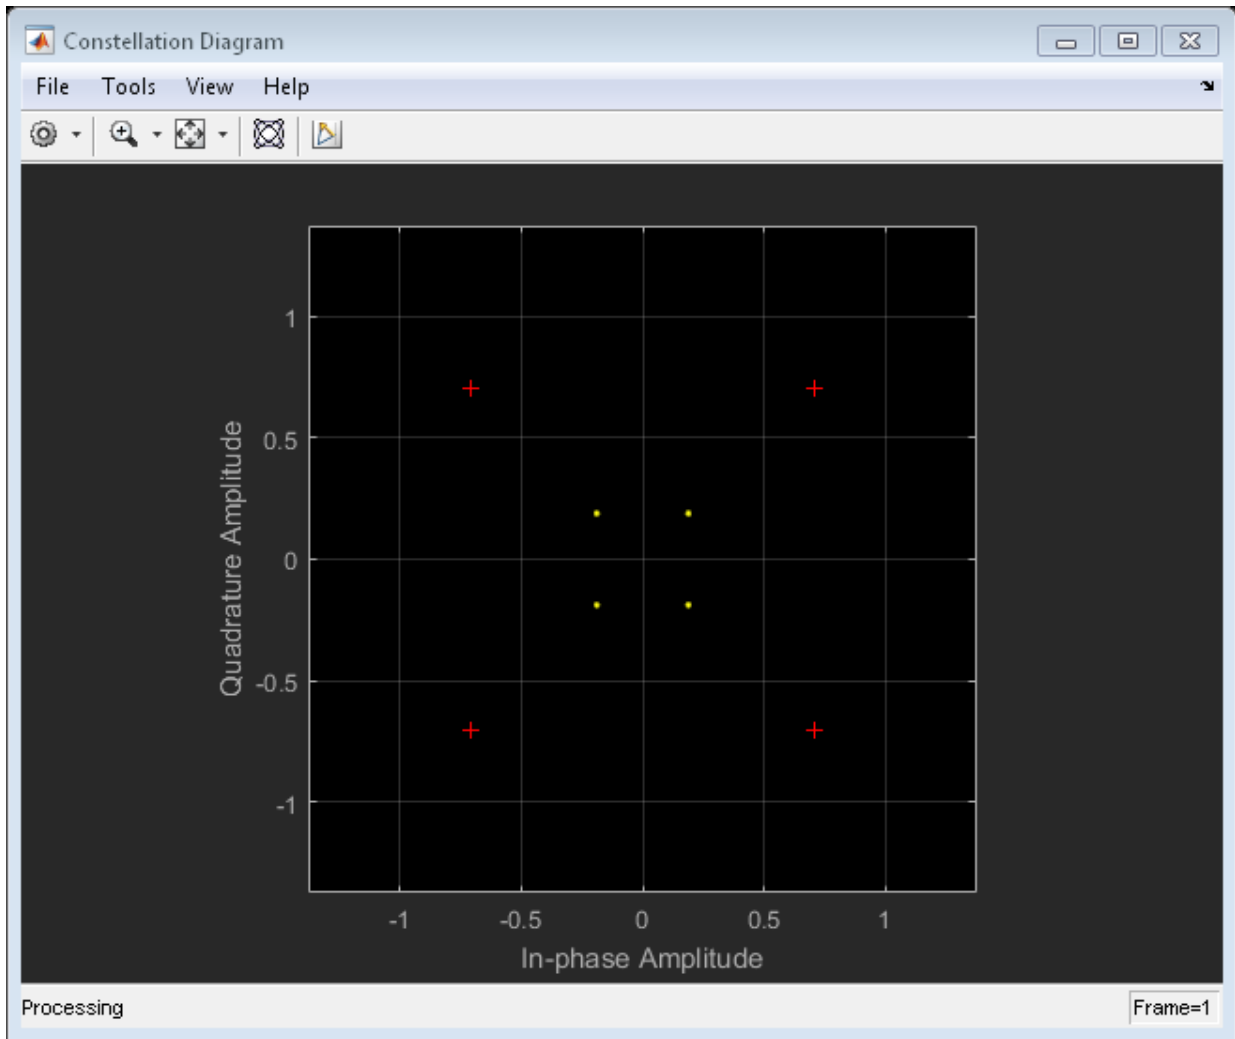 Constellation Diagram
File Tools View Help
1
0.5
0
-0.5
-1
Quadrature Amplitude
-1 -0.5 0 0.5 1
In-phase Amplitude
Processing Frame=1